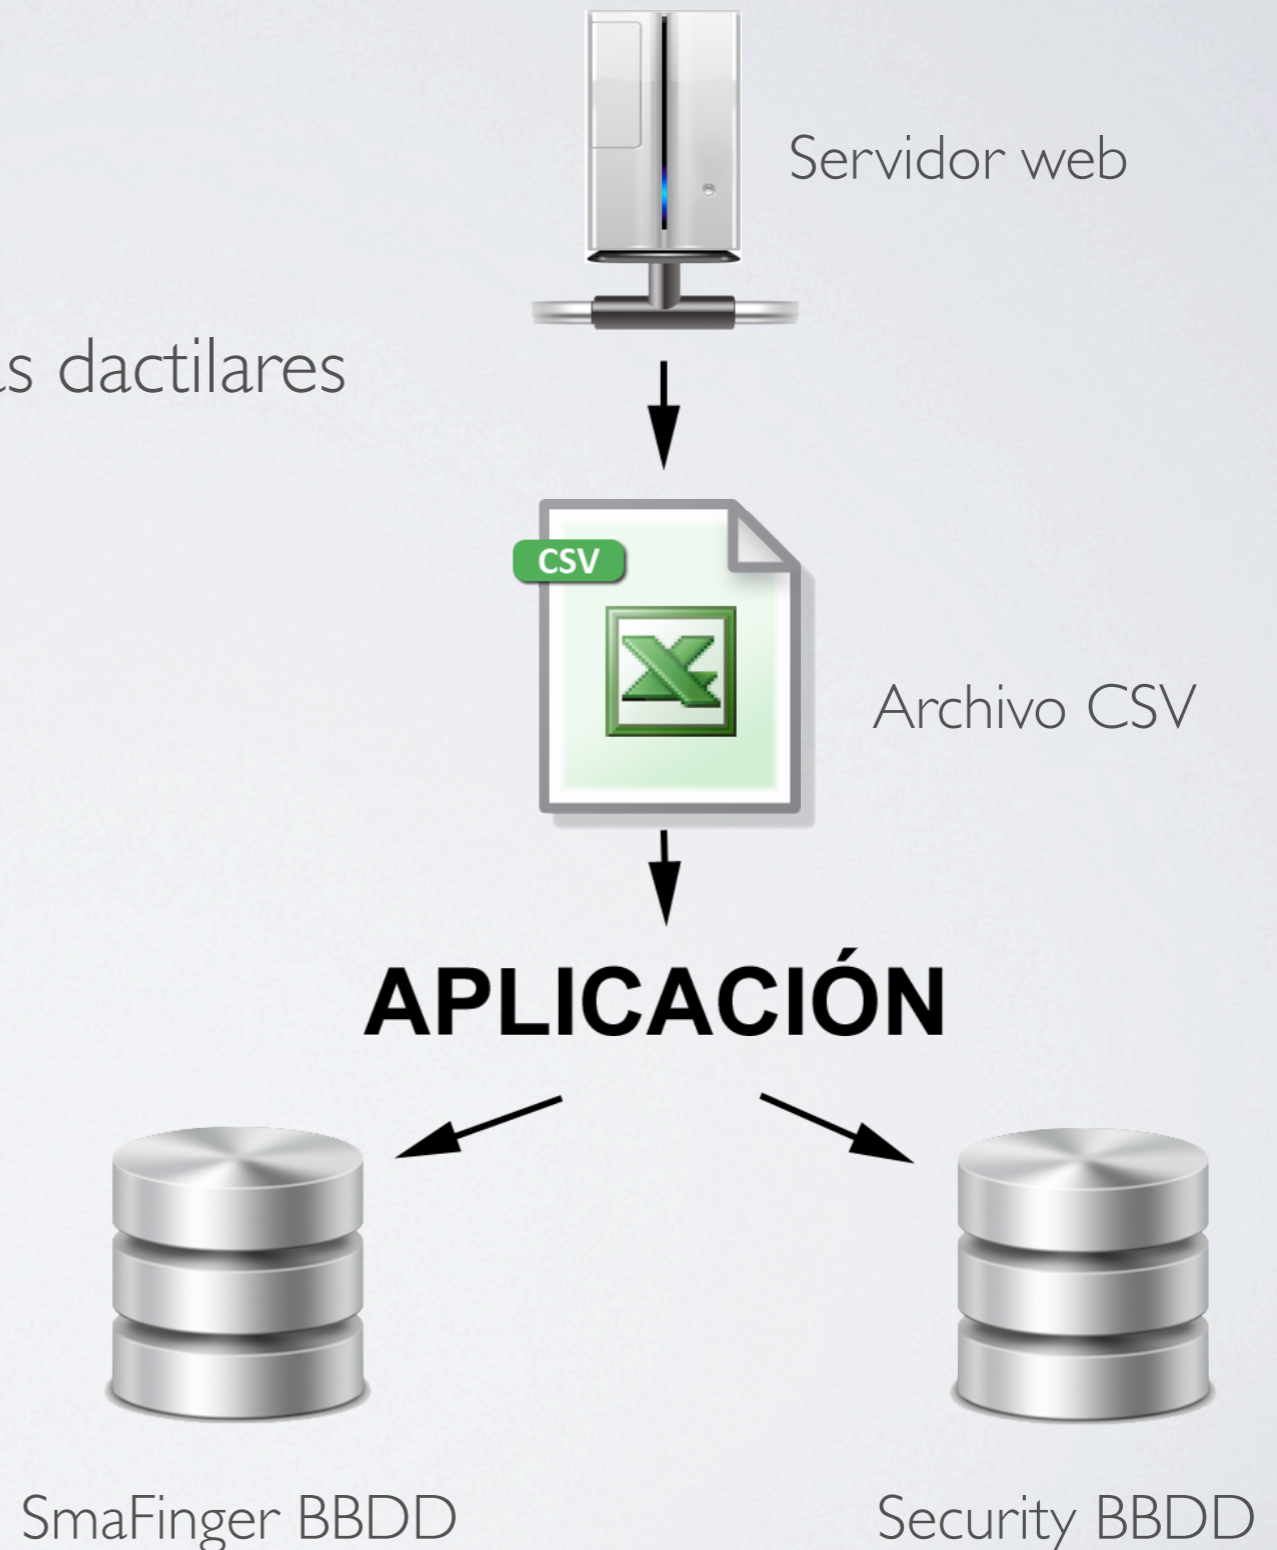 Servidor web
s dactilares
CSV
Archivo CSV
APLICACIÓN
SmaFinger BBDD
Security BBDD